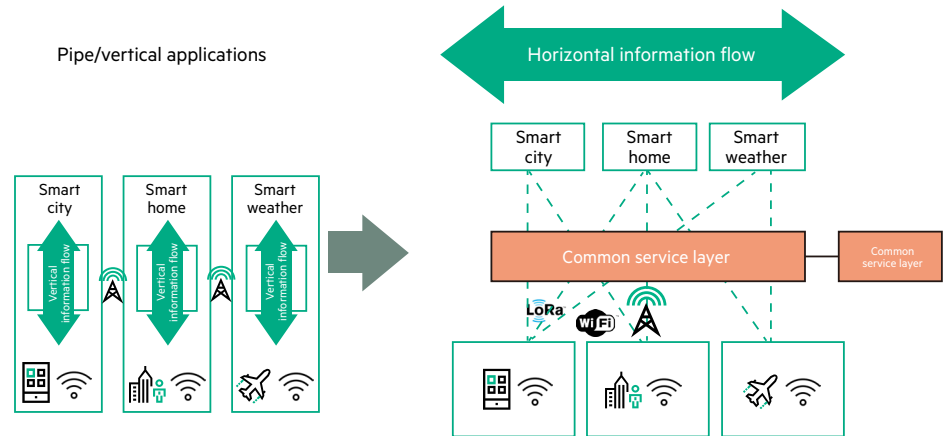 Pipe/vertical applications
Smart
city
Vertical
information flow
Smart
home
Vertical
information flow
Smart
weather
Vertical
information flow
Horizontal information flow
Smart
city
Smart
home
Smart
weather
Common service layer
Common
service layer
LoRa
WiFi